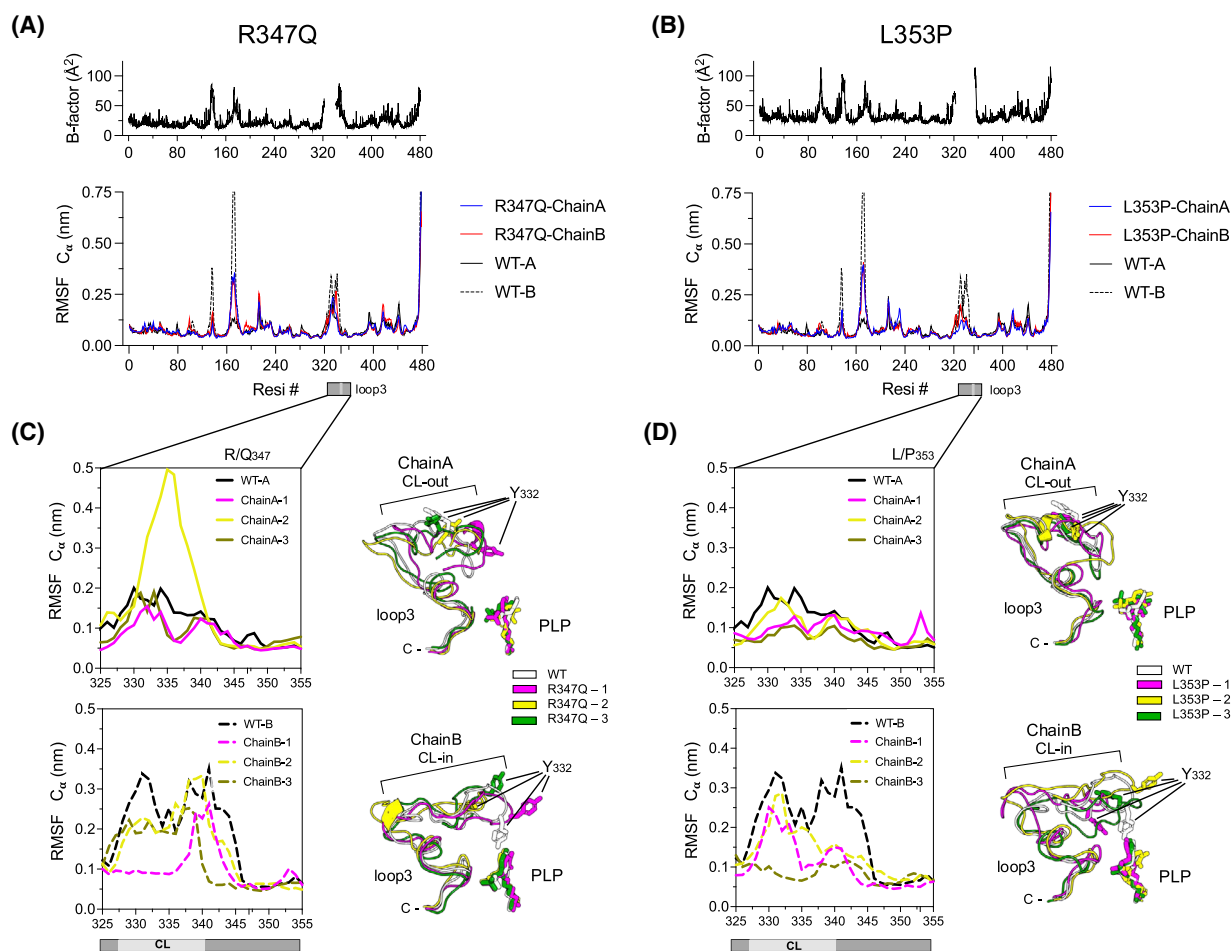 (A)
R347Q
B-factor (Å²)
100
50
0
0 80 160 240 320 400 480
RMSF Cα (nm)
0.75
0.50
0.25
0.00
0 80 160 240 320 400 480
Resi #
loop3
R347Q-ChainA
R347Q-ChainB
WT-A
WT-B
(B)
L353P
B-factor (Å²)
100
50
0
0 80 160 240 320 400 480
RMSF Cα (nm)
0.75
0.50
0.25
0.00
0 80 160 240 320 400 480
Resi #
loop3
L353P-ChainA
L353P-ChainB
WT-A
WT-B
(C)
R/Q347
RMSF Cα (nm)
0.5
0.4
0.3
0.2
0.1
0.0
325 330 335 340 345 350 355
WT-A
ChainA-1
ChainA-2
ChainA-3
ChainA
CL-out
Y332
loop3
PLP
C -
WT
R347Q – 1
R347Q – 2
R347Q – 3
RMSF Cα (nm)
0.5
0.4
0.3
0.2
0.1
0.0
325 330 335 340 345 350 355
WT-B
ChainB-1
ChainB-2
ChainB-3
CL
ChainB
CL-in
Y332
loop3
PLP
C -
(D)
L/P353
RMSF Cα (nm)
0.5
0.4
0.3
0.2
0.1
0.0
325 330 335 340 345 350 355
WT-A
ChainA-1
ChainA-2
ChainA-3
ChainA
CL-out
Y332
loop3
PLP
C -
WT
L353P – 1
L353P – 2
L353P – 3
RMSF Cα (nm)
0.5
0.4
0.3
0.2
0.1
0.0
325 330 335 340 345 350 355
WT-B
ChainB-1
ChainB-2
ChainB-3
CL
ChainB
CL-in
Y332
loop3
PLP
C -